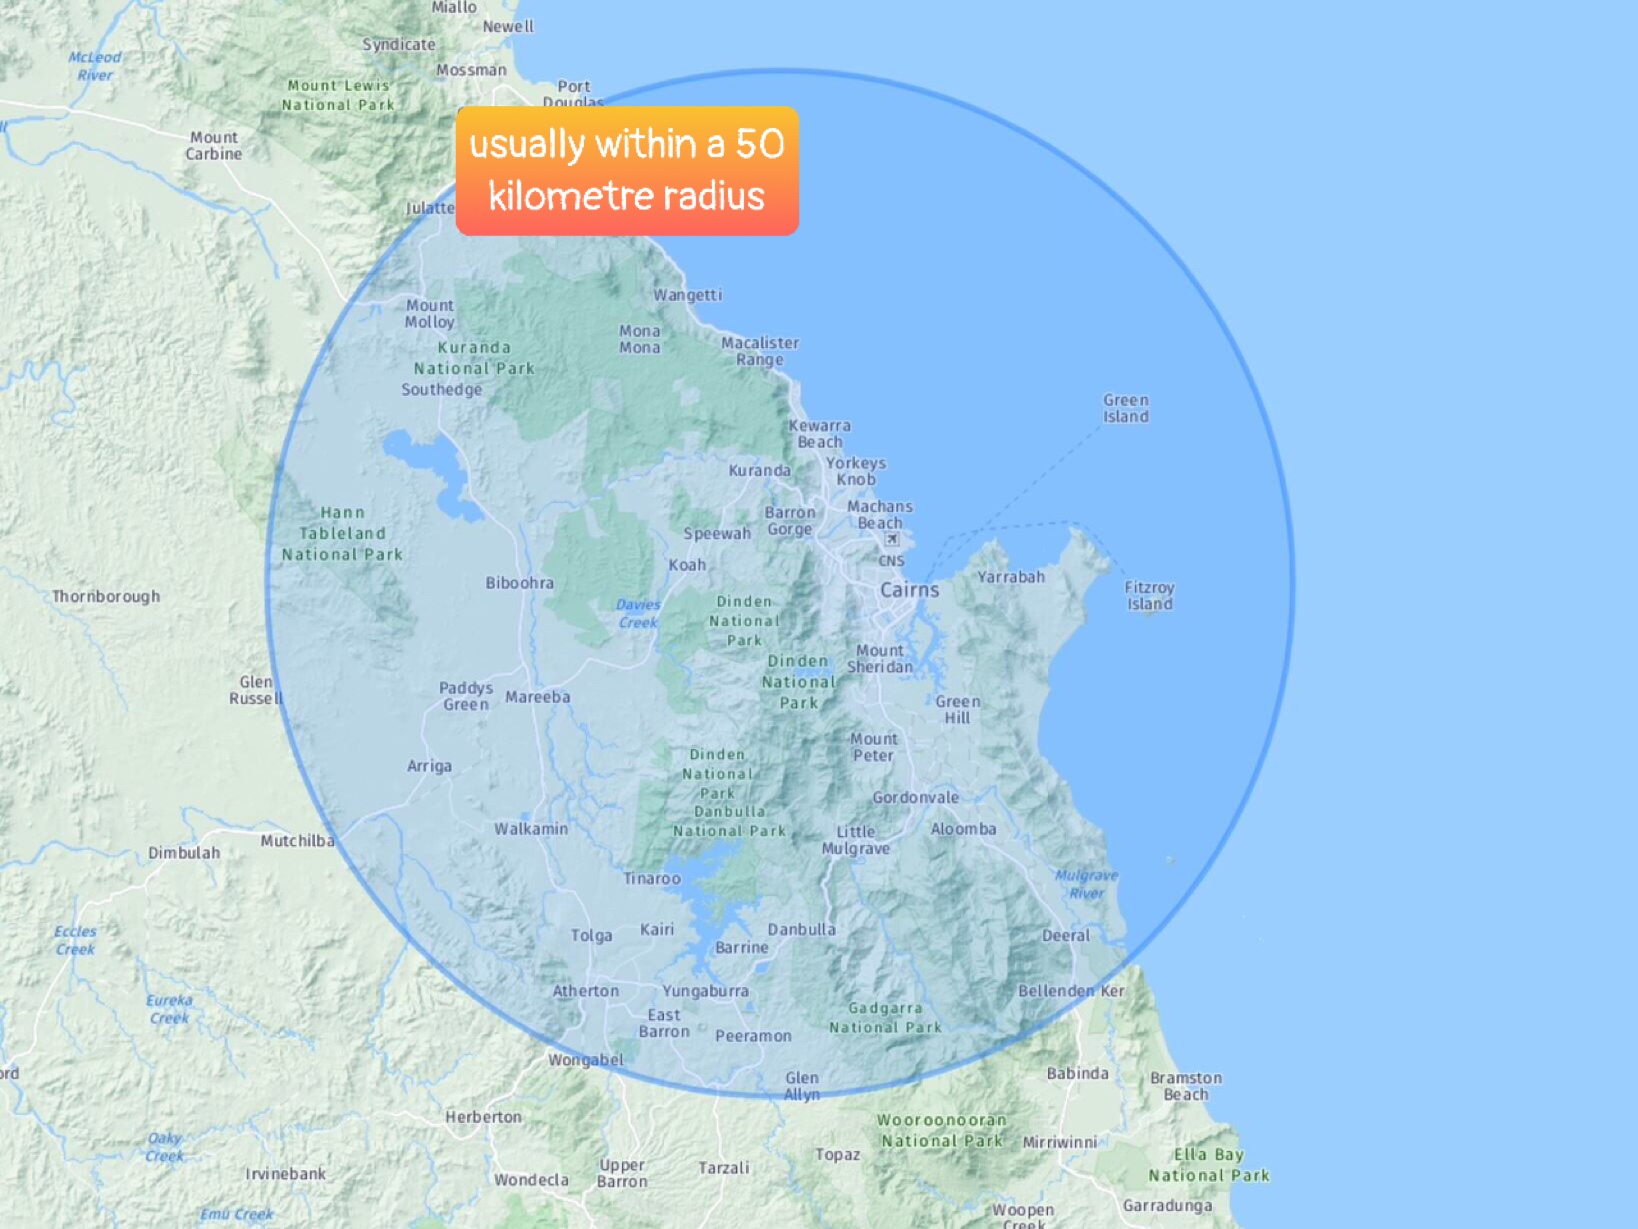 Miallo
Newell
Syndicate
McLeod
River
Mossman
Mount Lewis
National Park
Port
Douglas
usually within a 50
kilometre radius
Mount
Carbine
Julatte
Wangetti
Mount
Molloy
Mona
Mona
Macalister
Range
Kuranda
National Park
Southedge
Green
Island
Kewarra
Beach
Kuranda
Yorkeys
Knob
Hann
Tableland
National Park
Barron
Gorge
Machans
Beach
Speewah
CNS
Koah
Biboohra
Cairns
Yarrabah
Fitzroy
Island
Thornborough
Davies
Creek
Dinden
National
Park
Mount
Sheridan
Dinden
National
Park
Glen
Russell
Paddys
Green
Mareeba
Green
Hill
Mount
Peter
Arriga
Dinden
National
Park
Danbulla
National Park
Gordonvale
Walkamin
Little
Mulgrave
Aloomba
Mutchilba
Dimbulah
Tinaroo
Mulgrave
River
Eccles
Creek
Tolga
Kairi
Danbulla
Barrine
Deeral
Atherton
Yungaburra
Bellenden Ker
Eureka
Creek
East
Barron
Peeramon
Gadgarra
National Park
Wongabel
ord
Glen
Allyn
Babinda
Bramston
Beach
Herberton
Wooroonooran
National Park
Mirriwinni
Oaky
Creek
Irvinebank
Upper
Barron
Tarzali
Topaz
Ella Bay
National Park
Wondecla
Emu Creek
Woopen
Creek
Garradunga